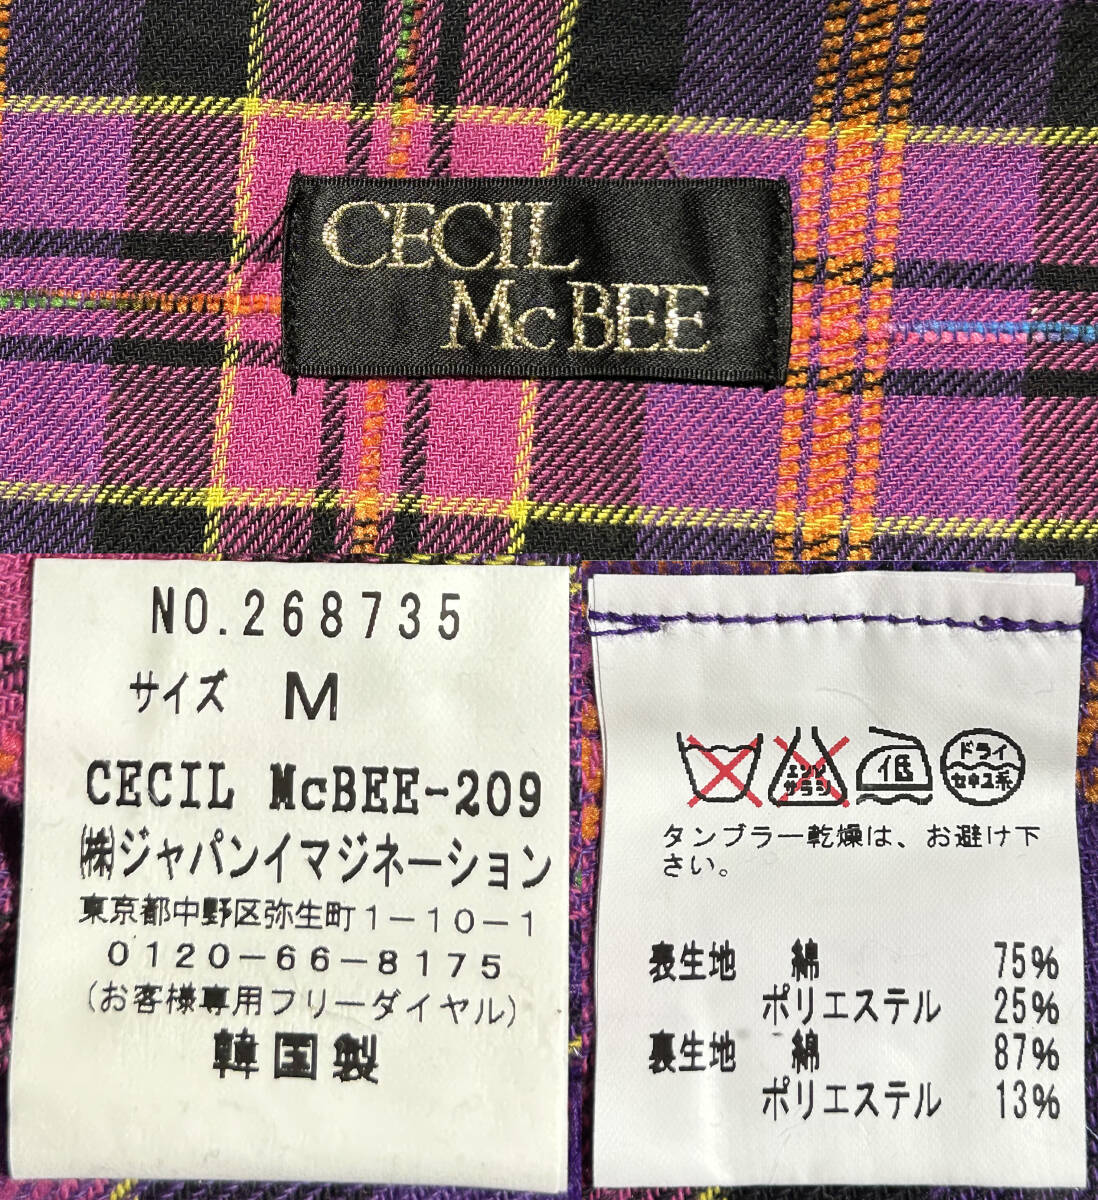 CECIL
McBEE
NO.268735
サイズ M
CECIL McBEE-209
㈱ジャパンイマジネーション
東京都中野区弥生町1-10-1
0120-66-8175
(お客様専用フリーダイヤル)
韓国製
エンソ
サラシ
低
ドライ
セキユ系
タンブラー乾燥は、お避け下
さい。
表生地 綿 75%
ポリエステル 25%
裏生地 綿 87%
ポリエステル 13%